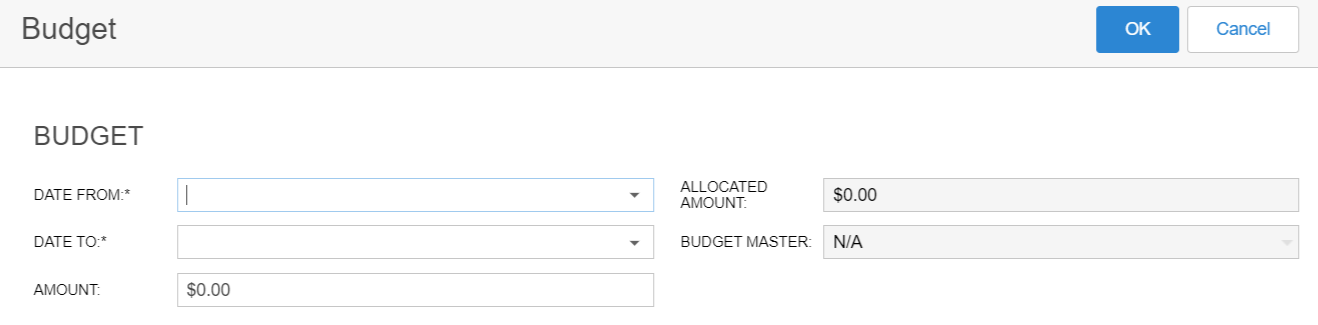 Budget
OK
Cancel
BUDGET
DATE FROM:*
ALLOCATED
AMOUNT:
$0.00
DATE TO:*
BUDGET MASTER:
N/A
AMOUNT:
$0.00